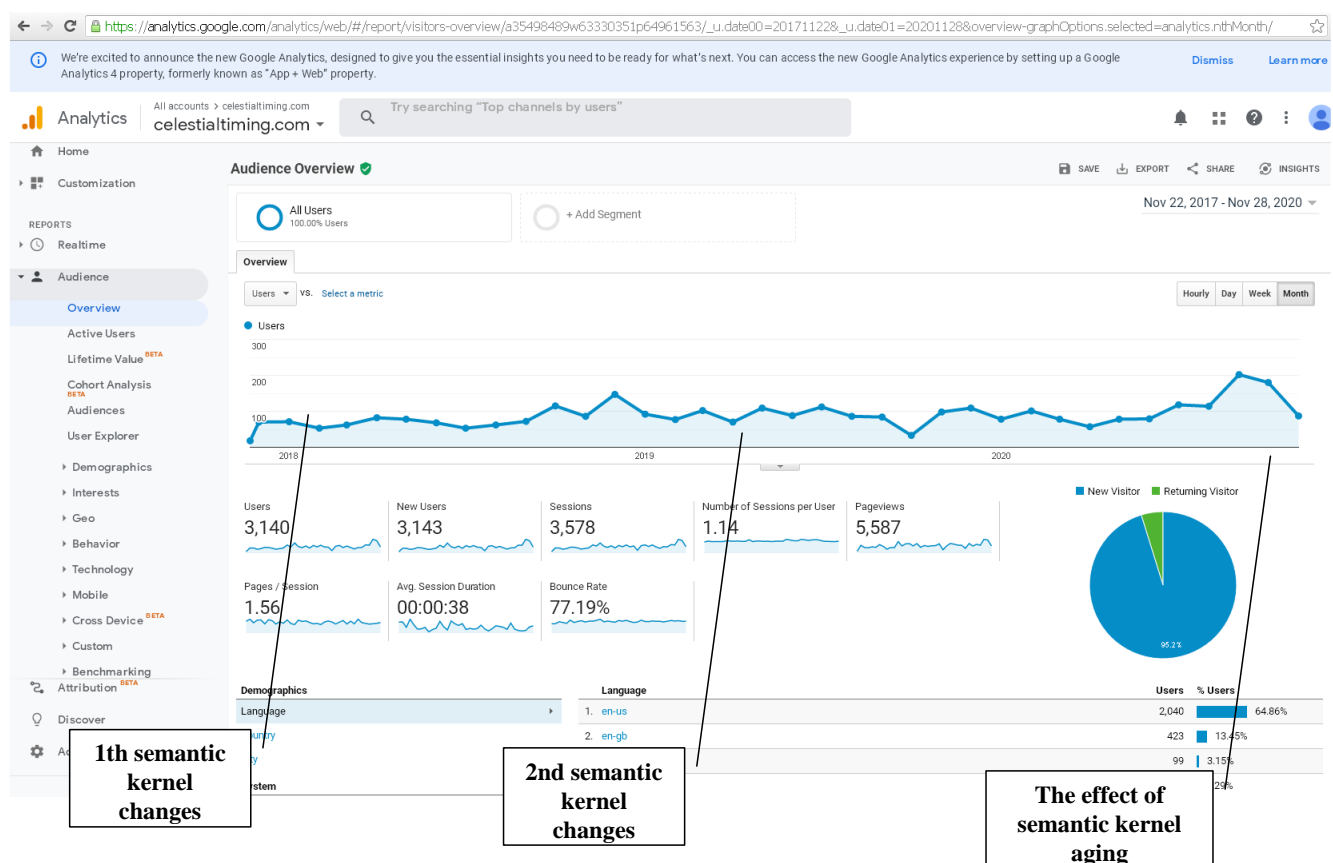 https://analytics.google.com/analytics/web/#/report/visitors-overview/a35498489w63330351p64961563/_u.date00=20171122&_u.date01=20201128&overview-graphOptions.selected=analytics.nthMonth/
We're excited to announce the new Google Analytics, designed to give you the essential insights you need to be ready for what's next. You can access the new Google Analytics experience by setting up a Google
Analytics 4 property, formerly known as "App + Web" property.
Dismiss
Learn more
Analytics
All accounts > celestialtiming.com
celestialtiming.com
Try searching "Top channels by users"
Home
Customization
REPORTS
Realtime
Audience
Overview
Active Users
Lifetime Value BETA
Cohort Analysis
BETA
Audiences
User Explorer
Demographics
Interests
Geo
Behavior
Technology
Mobile
Cross Device BETA
Custom
Benchmarking
Attribution BETA
Discover
Audience Overview
SAVE
EXPORT
SHARE
INSIGHTS
All Users
100.00% Users
+ Add Segment
Nov 22, 2017 - Nov 28, 2020
Overview
Users
VS.
Select a metric
Hourly
Day
Week
Month
Users
300
200
100
2018
2019
2020
Users
3,140
New Users
3,143
Sessions
3,578
Number of Sessions per User
1.14
Pageviews
5,587
Pages / Session
1.56
Avg. Session Duration
00:00:38
Bounce Rate
77.19%
New Visitor
Returning Visitor
95.2%
Demographics
Language
Language
Users
% Users
1. en-us
2,040
64.86%
2. en-gb
423
13.45%
99
3.15%
1th semantic
kernel
changes
2nd semantic
kernel
changes
The effect of
semantic kernel
aging